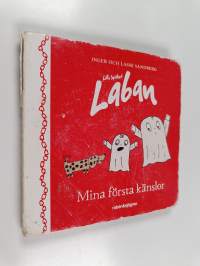 INGER OCH LASSE SANDBERG
Lilla Spöket
Laban
Mina första känslor
rabén&sjögren